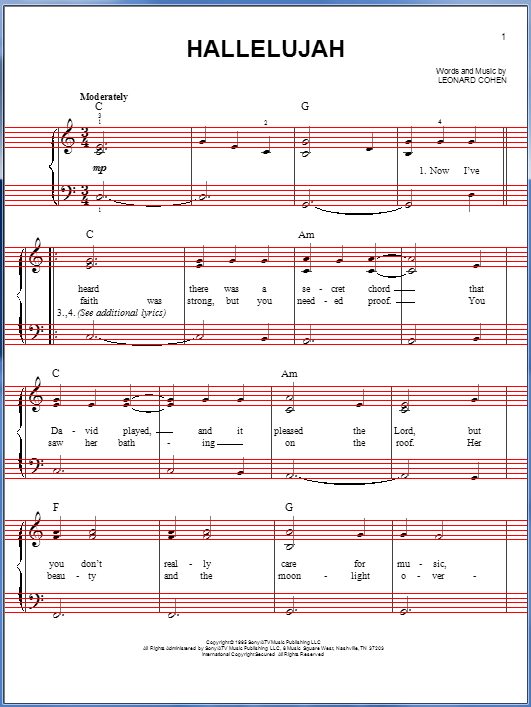 1
HALLELUJAH
Words and Music by
LEONARD COHEN
Moderately
C G
3
1 2 4
3 4
mp
1. Now I've
3 4
1
C Am
heard there was a se - cret chord that
faith was strong, but you need - ed proof. You
3.,4. (See additional lyrics)
C Am
Da - vid played, and it pleased the Lord, but
saw her bath - ing on the roof. Her
F G
you don't real - ly care for mu - sic,
beau - ty and the moon - light o - ver -
Copyright © 1985 Sony/ATV Music Publishing LLC
All Rights Administered by Sony/ATV Music Publishing LLC, 8 Music Square West, Nashville, TN 37203
International Copyright Secured All Rights Reserved